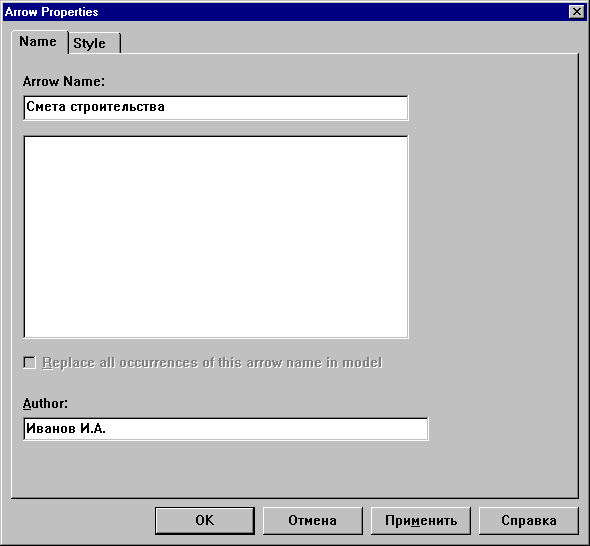 Arrow Properties
Name Style
Arrow Name:
Смета строительства
Replace all occurrences of this arrow name in model
Author:
Иванов И.А.
OK Отмена Применить Справка